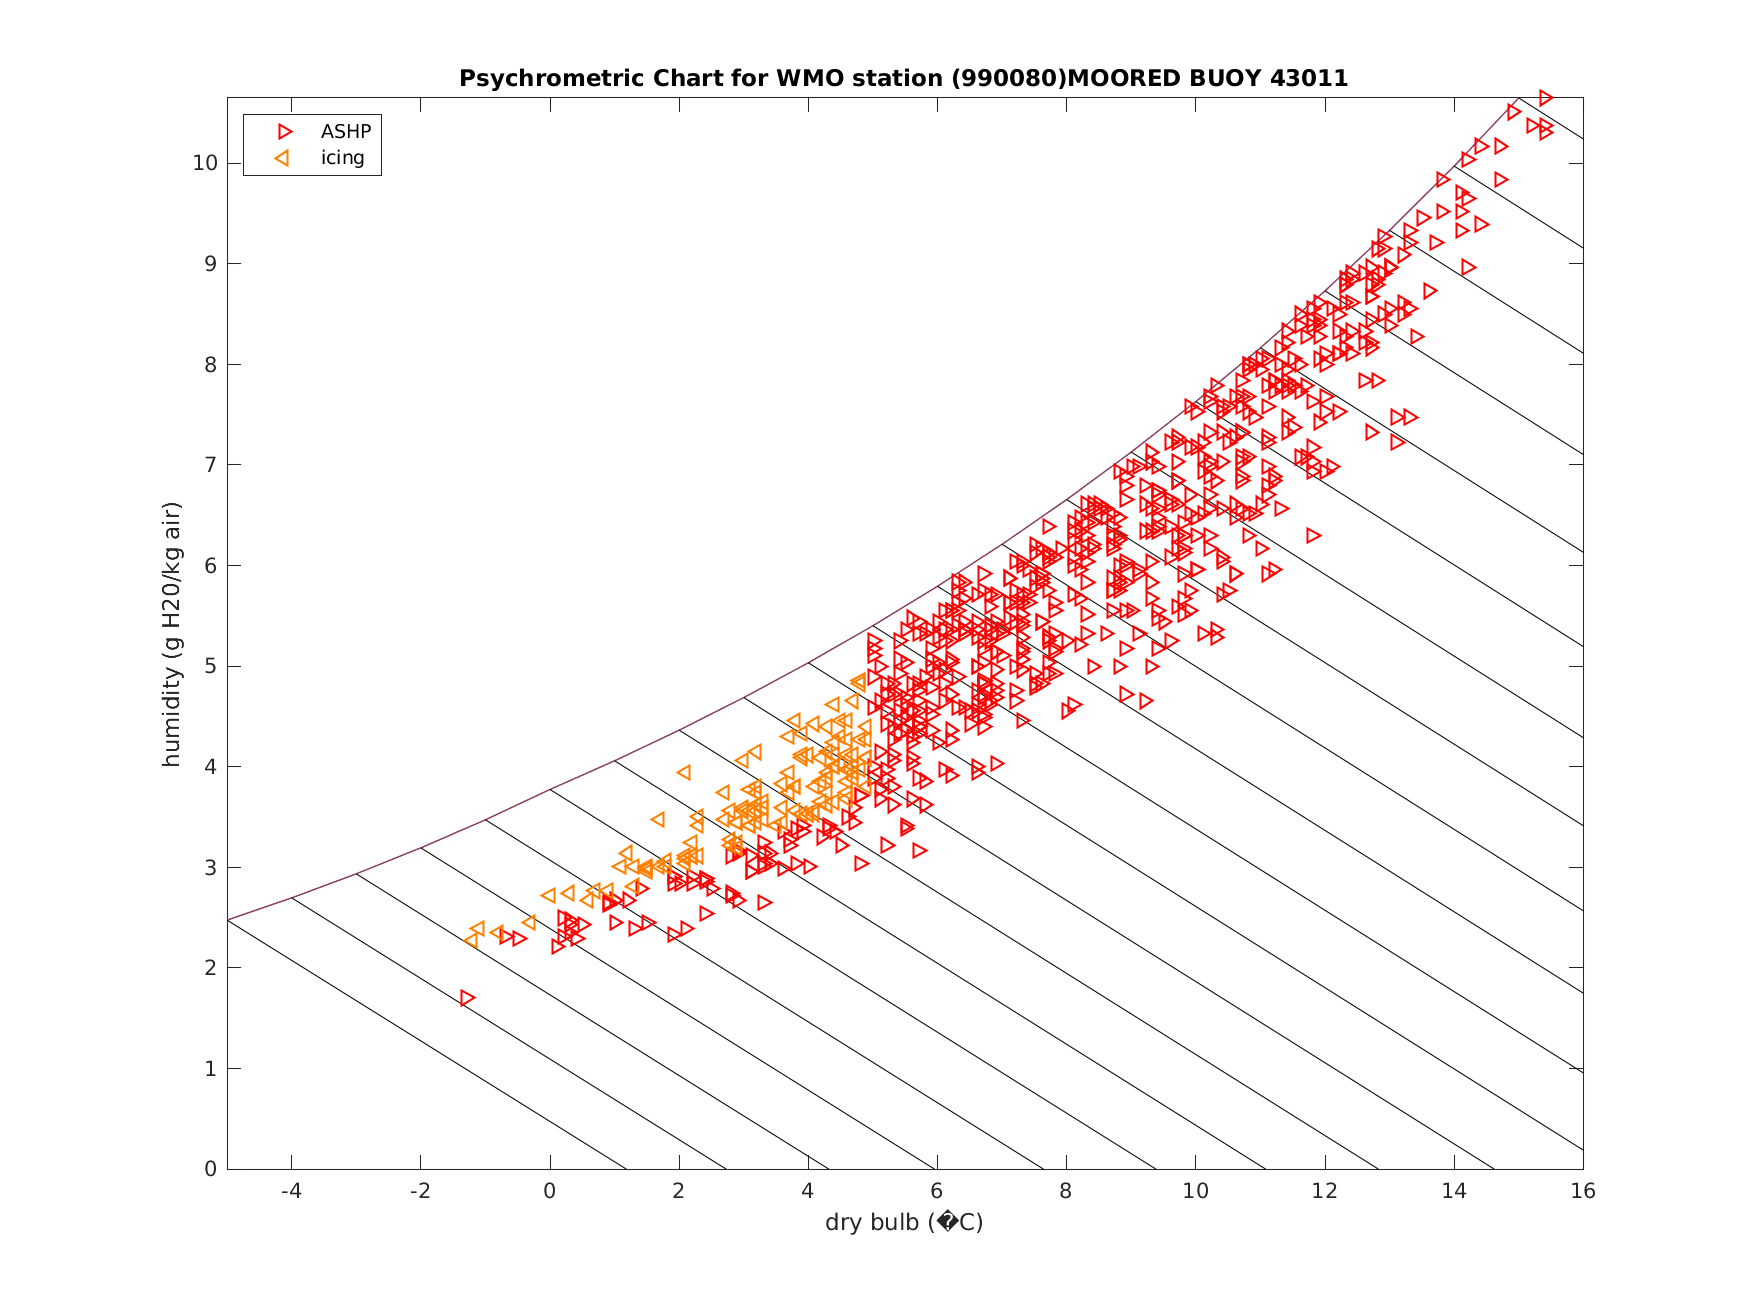 Psychrometric Chart for WMO station (990080)MOORED BUOY 43011
ASHP
icing
humidity (g H20/kg air)
10
9
8
7
6
5
4
3
2
1
0
-4 -2 0 2 4 6 8 10 12 14 16
dry bulb (�C)